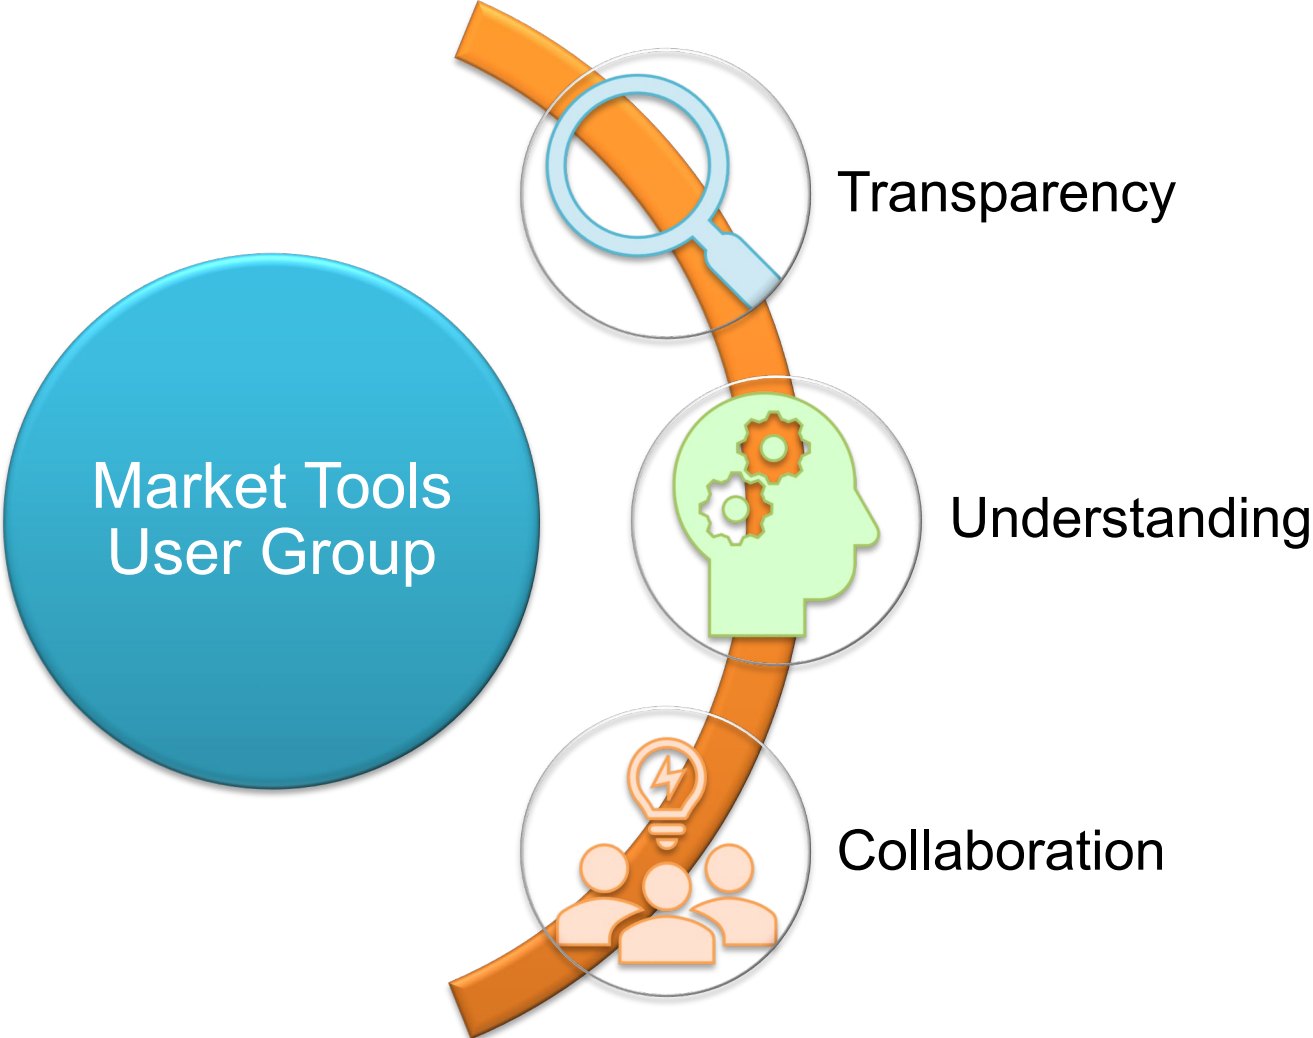 Transparency
Market Tools
User Group
Understanding
Collaboration